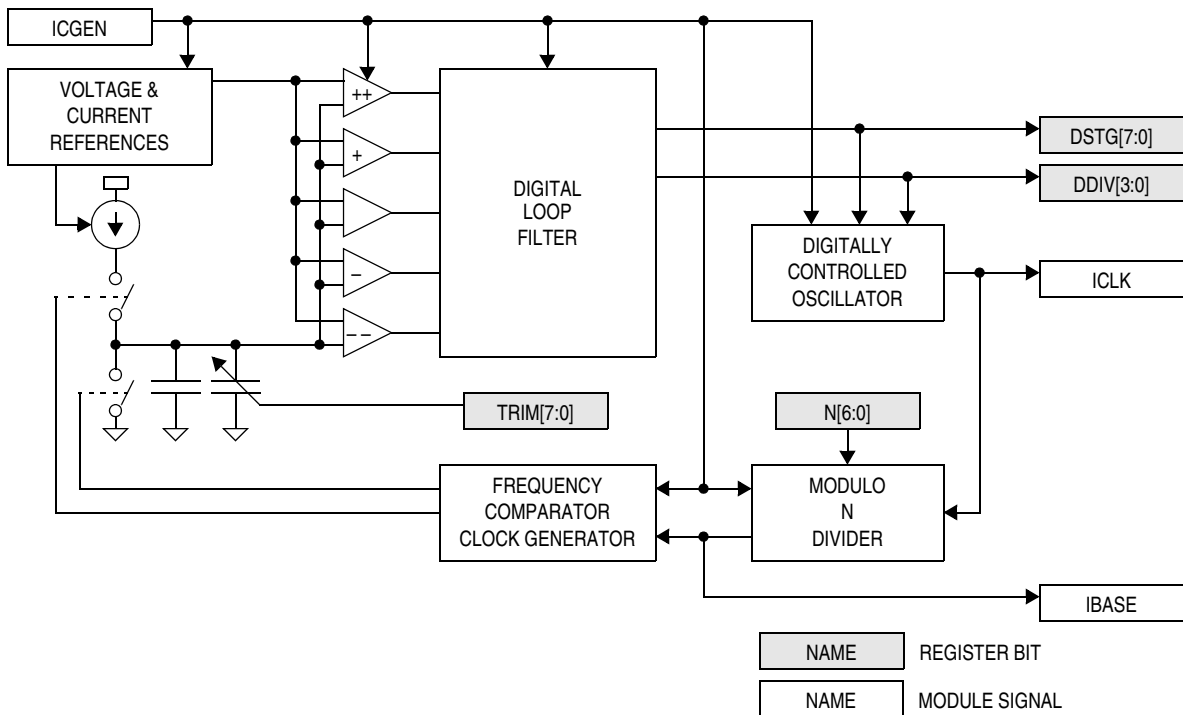 ICGEN
VOLTAGE &
CURRENT
REFERENCES
++
+
−
− −
DIGITAL
LOOP
FILTER
DSTG[7:0]
DDIV[3:0]
DIGITALLY
CONTROLLED
OSCILLATOR
ICLK
TRIM[7:0]
N[6:0]
FREQUENCY
COMPARATOR
CLOCK GENERATOR
MODULO
N
DIVIDER
IBASE
NAME REGISTER BIT
NAME MODULE SIGNAL